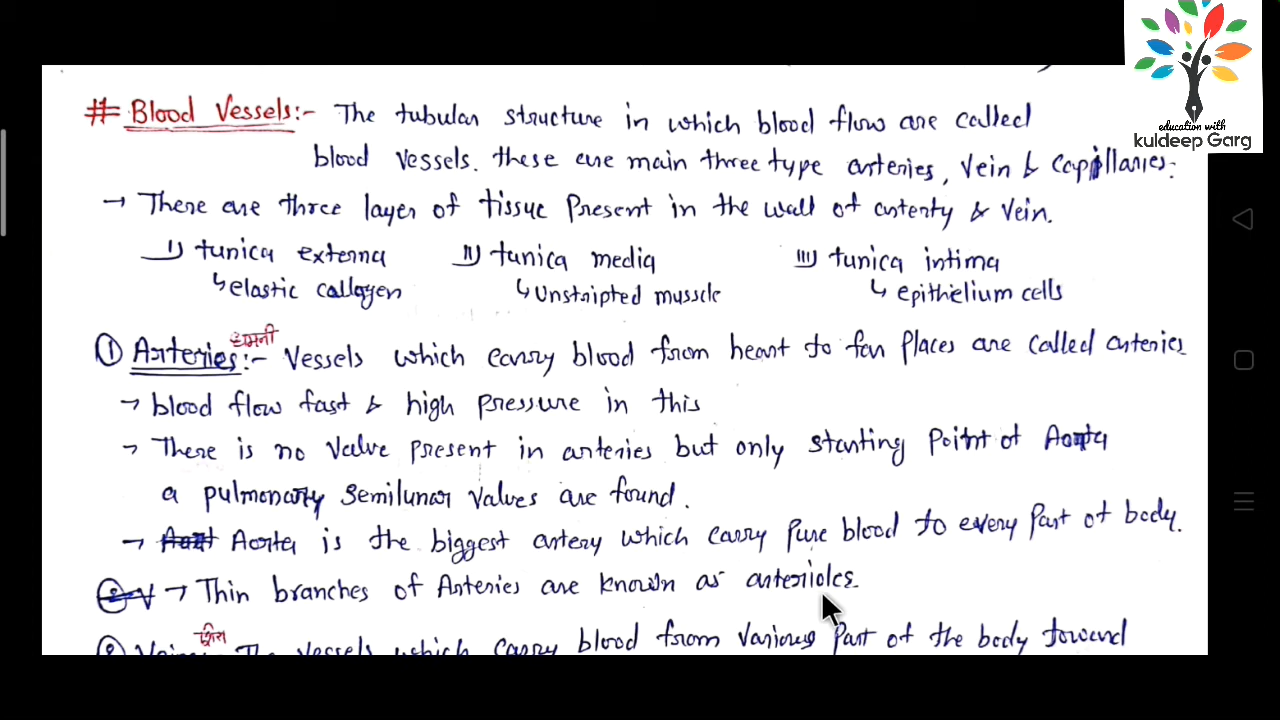 education with
kuldeep Garg
# Blood Vessels:- The tubular structure in which blood flow are called
blood vessels. these are main three type arteries, vein & capillaries.
→ There are three layer of tissue Present in the wall of arterty & vein.
I) tunica externa II) tunica media III) tunica intima
↳ elastic collagen ↳ Unstripted musscle ↳ epithelium cells
धमनी
① Arteries:- Vessels which carry blood from heart to far Places are called arteries
→ blood flow fast & high pressure in this
→ There is no valve present in arteries but only starting Point of Aorta
a pulmonary semilunar valves are found.
→ Aorta is the biggest artery which carry pure blood to every part of body.
→ Thin branches of Arteries are known as arterioles.
शिरा
② Veins The vessels which carry blood from various part of the body toward